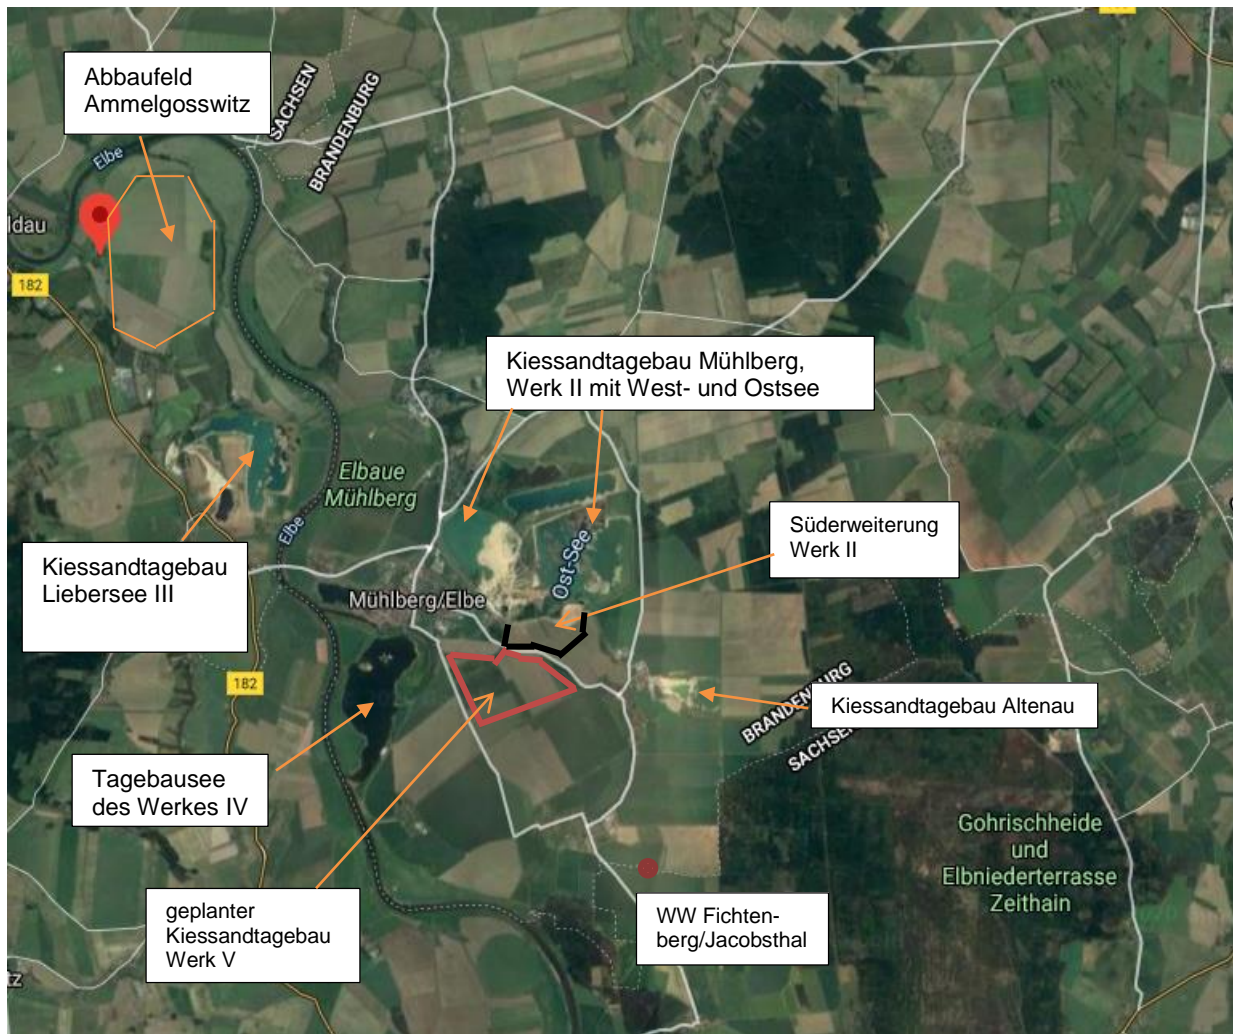 Abbaufeld
Ammelgosswitz
SACHSEN
BRANDENBURG
Elbe
ldau
182
Kiessandtagebau Mühlberg,
Werk II mit West- und Ostsee
Elbaue
Mühlberg
Elbe
Ost-See
Süderweiterung
Werk II
Kiessandtagebau
Liebersee III
Mühlberg/Elbe
182
BRANDENBURG
SACHSEN
Kiessandtagebau Altenau
Tagebausee
des Werkes IV
Gohrischheide
und
Elbniederterrasse
Zeithain
geplanter
Kiessandtagebau
Werk V
WW Fichten-
berg/Jacobsthal
tz